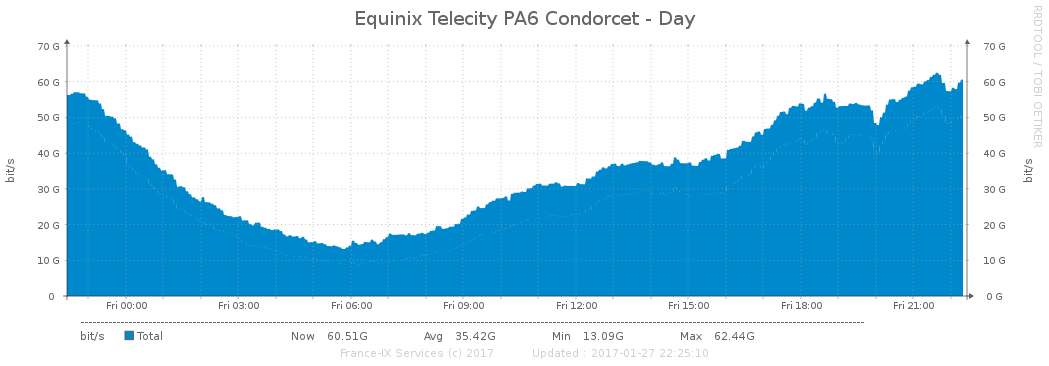 Equinix Telecity PA6 Condorcet - Day
RRDTOOL / TOBI OETIKER
bit/s
bit/s
70 G 70 G
60 G 60 G
50 G 50 G
40 G 40 G
30 G 30 G
20 G 20 G
10 G 10 G
0 0 G
Fri 00:00 Fri 03:00 Fri 06:00 Fri 09:00 Fri 12:00 Fri 15:00 Fri 18:00 Fri 21:00
bit/s Total Now 60.51G Avg 35.42G Min 13.09G Max 62.44G
France-IX Services (c) 2017 Updated : 2017-01-27 22:25:10